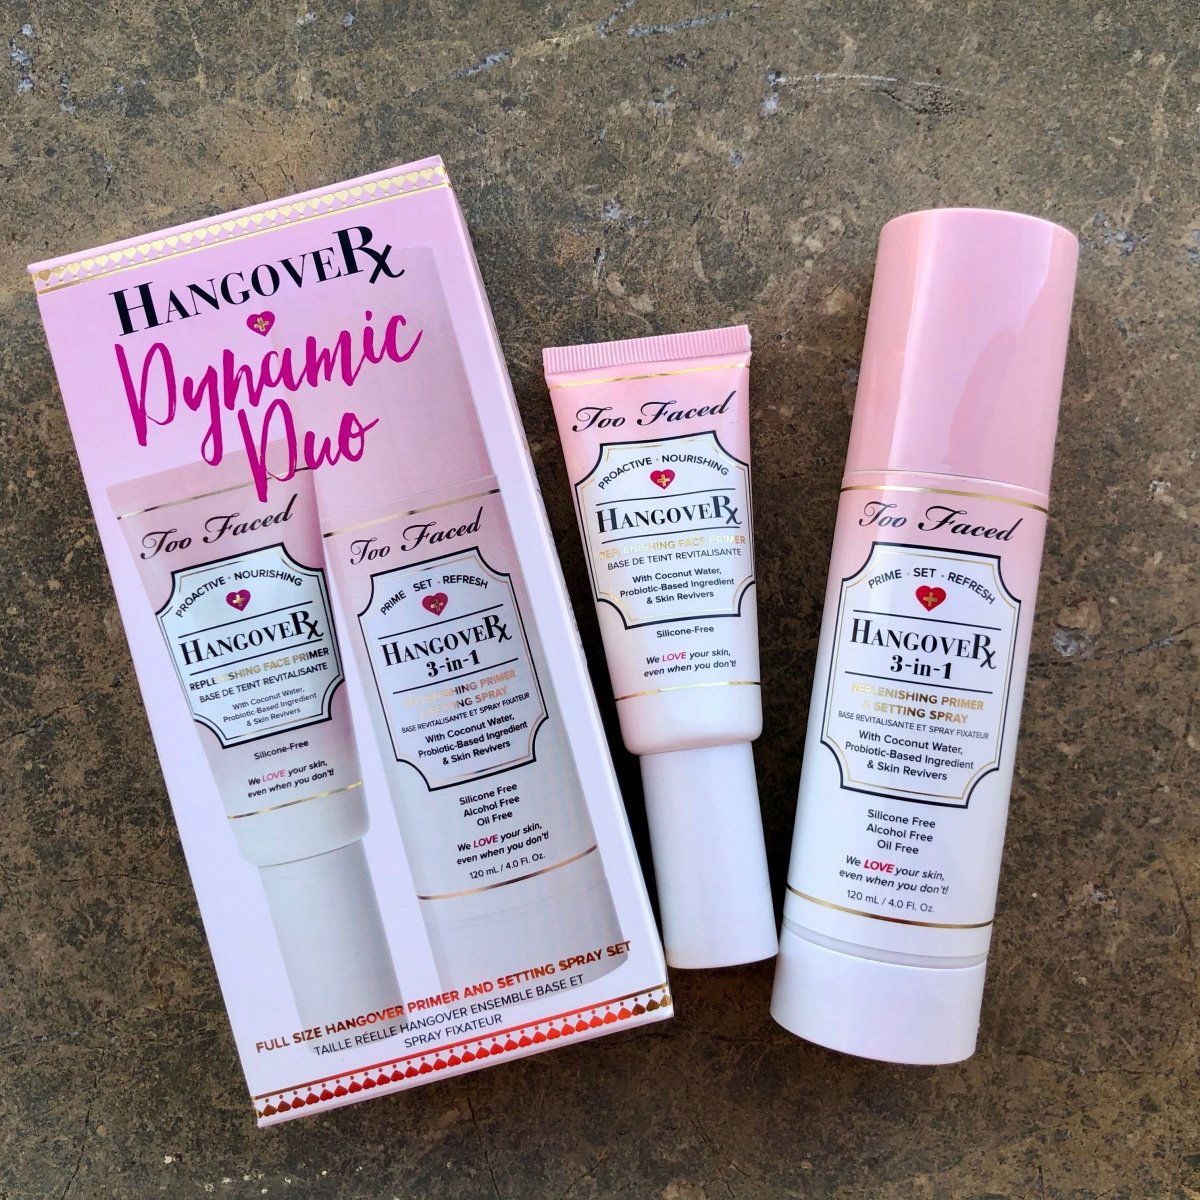 HANGOVERx
Dynamic
Duo
Too Faced
PROACTIVE · NOURISHING
HANGOVERx
REPLENISHING FACE PRIMER
BASE DE TEINT REVITALISANTE
With Coconut Water,
Probiotic-Based Ingredient
& Skin Revivers
Silicone-Free
We LOVE your skin,
even when you don't!
Too Faced
PRIME · SET · REFRESH
HANGOVERx
3-in-1
REPLENISHING PRIMER
& SETTING SPRAY
BASE REVITALISANTE ET SPRAY FIXATEUR
With Coconut Water,
Probiotic-Based Ingredient
& Skin Revivers
Silicone Free
Alcohol Free
Oil Free
We LOVE your skin,
even when you don't!
120 mL / 4.0 Fl. Oz.
FULL SIZE HANGOVER PRIMER AND SETTING SPRAY SET
TAILLE RÉELLE HANGOVER ENSEMBLE BASE ET
SPRAY FIXATEUR
Too Faced
PROACTIVE · NOURISHING
HANGOVERx
REPLENISHING FACE PRIMER
BASE DE TEINT REVITALISANTE
With Coconut Water,
Probiotic-Based Ingredient
& Skin Revivers
Silicone-Free
We LOVE your skin,
even when you don't!
Too Faced
PRIME · SET · REFRESH
HANGOVERx
3-in-1
REPLENISHING PRIMER
& SETTING SPRAY
BASE REVITALISANTE ET SPRAY FIXATEUR
With Coconut Water,
Probiotic-Based Ingredient
& Skin Revivers
Silicone Free
Alcohol Free
Oil Free
We LOVE your skin,
even when you don't!
120 mL / 4.0 Fl. Oz.